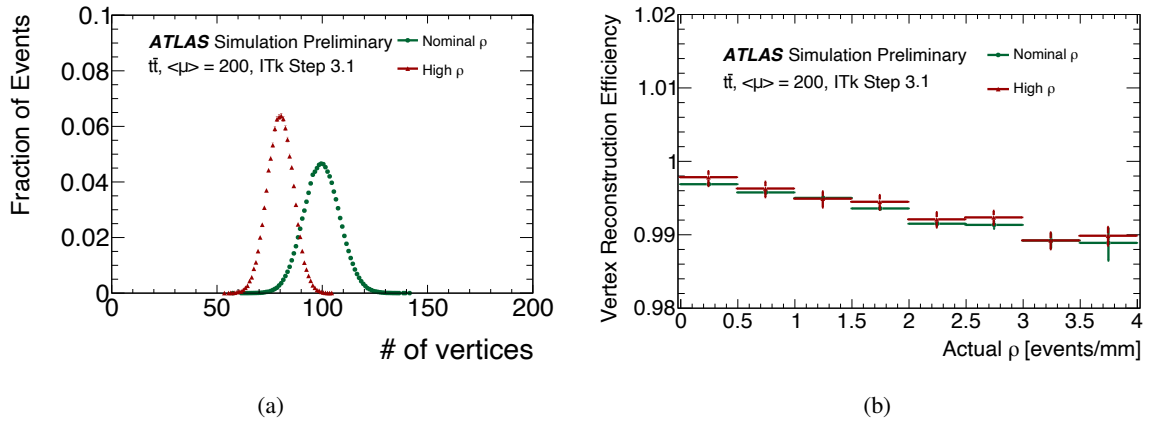 Fraction of Events
0.1
0.08
0.06
0.04
0.02
0
ATLAS Simulation Preliminary
tt̄, <μ> = 200, ITk Step 3.1
Nominal ρ
High ρ
0 50 100 150 200
# of vertices
(a)
Vertex Reconstruction Efficiency
1.02
1.01
1
0.99
0.98
ATLAS Simulation Preliminary
tt̄, <μ> = 200, ITk Step 3.1
Nominal ρ
High ρ
0 0.5 1 1.5 2 2.5 3 3.5 4
Actual ρ [events/mm]
(b)